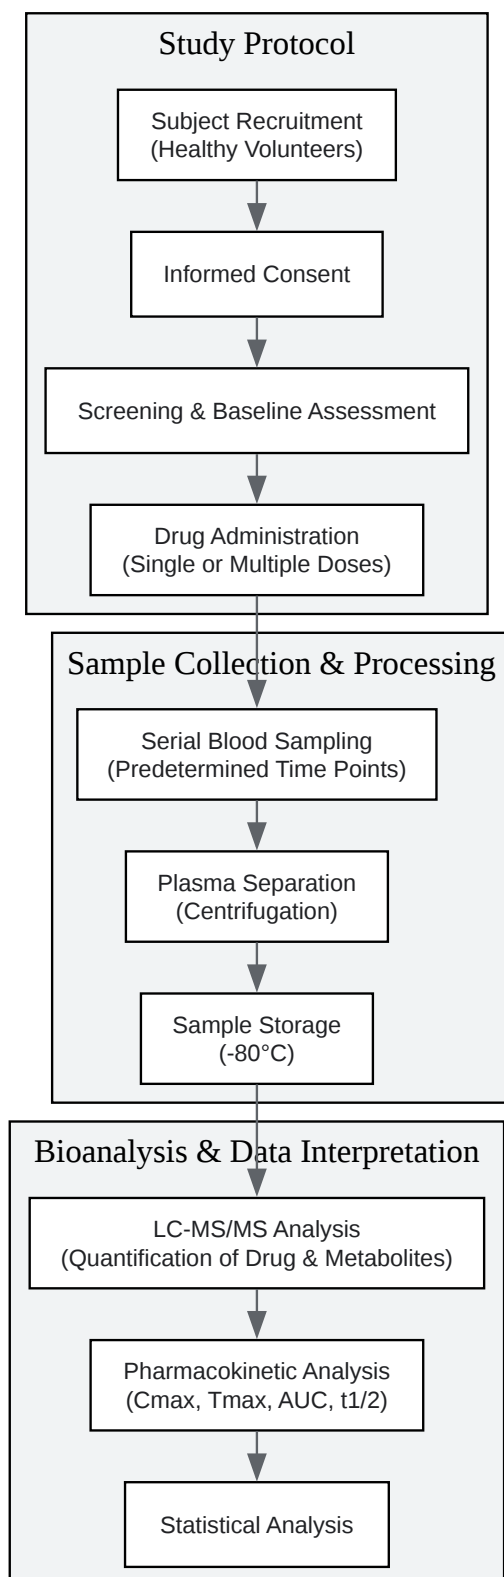 Study Protocol
Subject Recruitment
(Healthy Volunteers)
Informed Consent
Screening & Baseline Assessment
Drug Administration
(Single or Multiple Doses)
Sample Collection & Processing
Serial Blood Sampling
(Predetermined Time Points)
Plasma Separation
(Centrifugation)
Sample Storage
(-80°C)
Bioanalysis & Data Interpretation
LC-MS/MS Analysis
(Quantification of Drug & Metabolites)
Pharmacokinetic Analysis
(Cmax, Tmax, AUC, t1/2)
Statistical Analysis